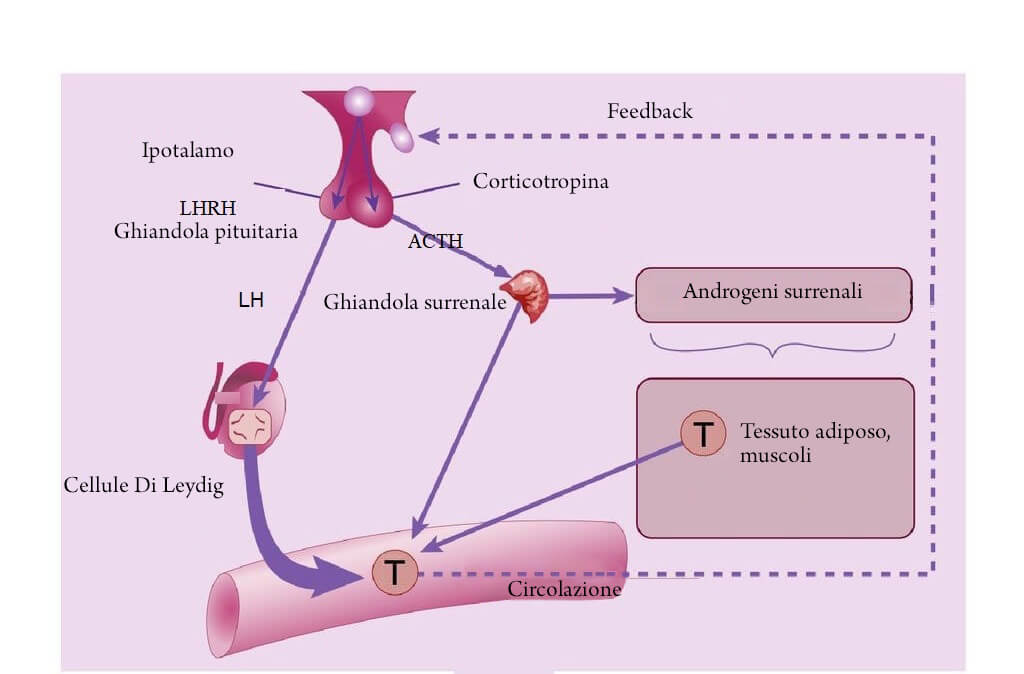 Feedback
Ipotalamo
Corticotropina
LHRH
Ghiandola pituitaria
ACTH
LH
Ghiandola surrenale
Androgeni surrenali
T
Tessuto adiposo,
muscoli
Cellule Di Leydig
T
Circolazione